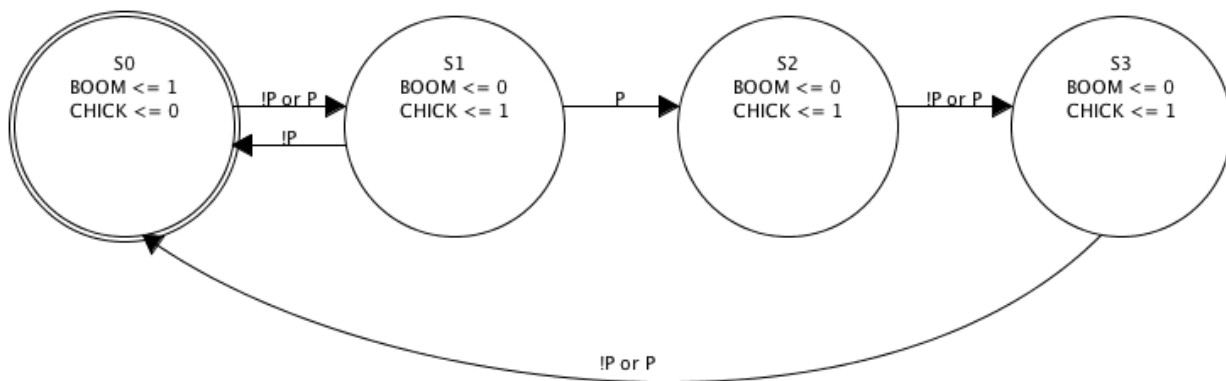 S0
BOOM <= 1
CHICK <= 0
!P or P
!P
S1
BOOM <= 0
CHICK <= 1
P
S2
BOOM <= 0
CHICK <= 1
!P or P
S3
BOOM <= 0
CHICK <= 1
!P or P